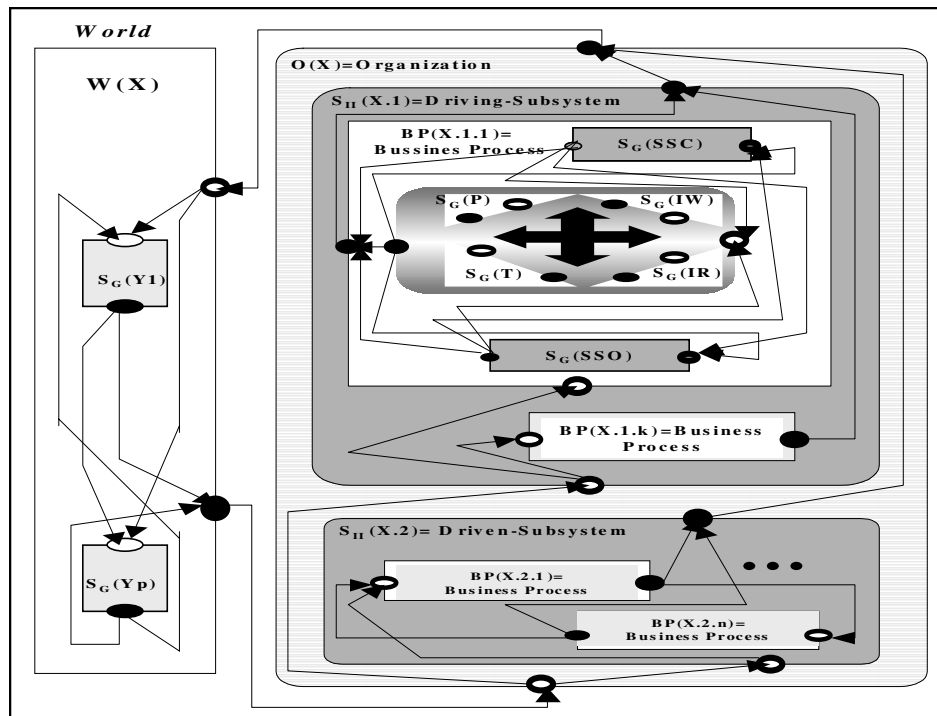 World
W(X)
S_G(Y1)
S_G(Yp)
O(X)=Organization
S_II(X.1)=Driving-Subsystem
BP(X.1.1)=
Bussines Process
S_G(SSC)
S_G(P)
S_G(IW)
S_G(T)
S_G(IR)
S_G(SSO)
BP(X.1.k)=Business
Process
S_II(X.2)= Driven-Subsystem
BP(X.2.1)=
Business Process
BP(X.2.n)=
Business Process